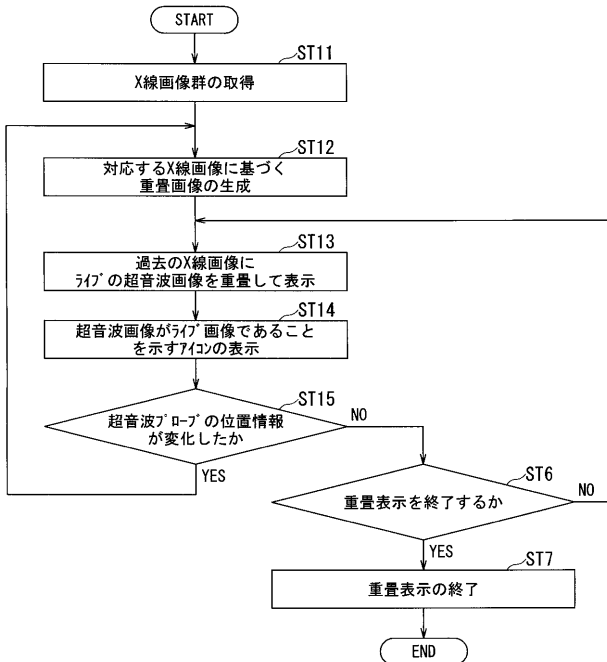 START
ST11
X線画像群の取得
ST12
対応するX線画像に基づく
重畳画像の生成
ST13
過去のX線画像に
ﾗｲﾌﾞの超音波画像を重畳して表示
ST14
超音波画像がﾗｲﾌﾞ画像であること
を示すｱｲｺﾝの表示
ST15
超音波ﾌﾟﾛｰﾌﾞの位置情報
が変化したか
NO
YES
ST6
重畳表示を終了するか
NO
YES
ST7
重畳表示の終了
END